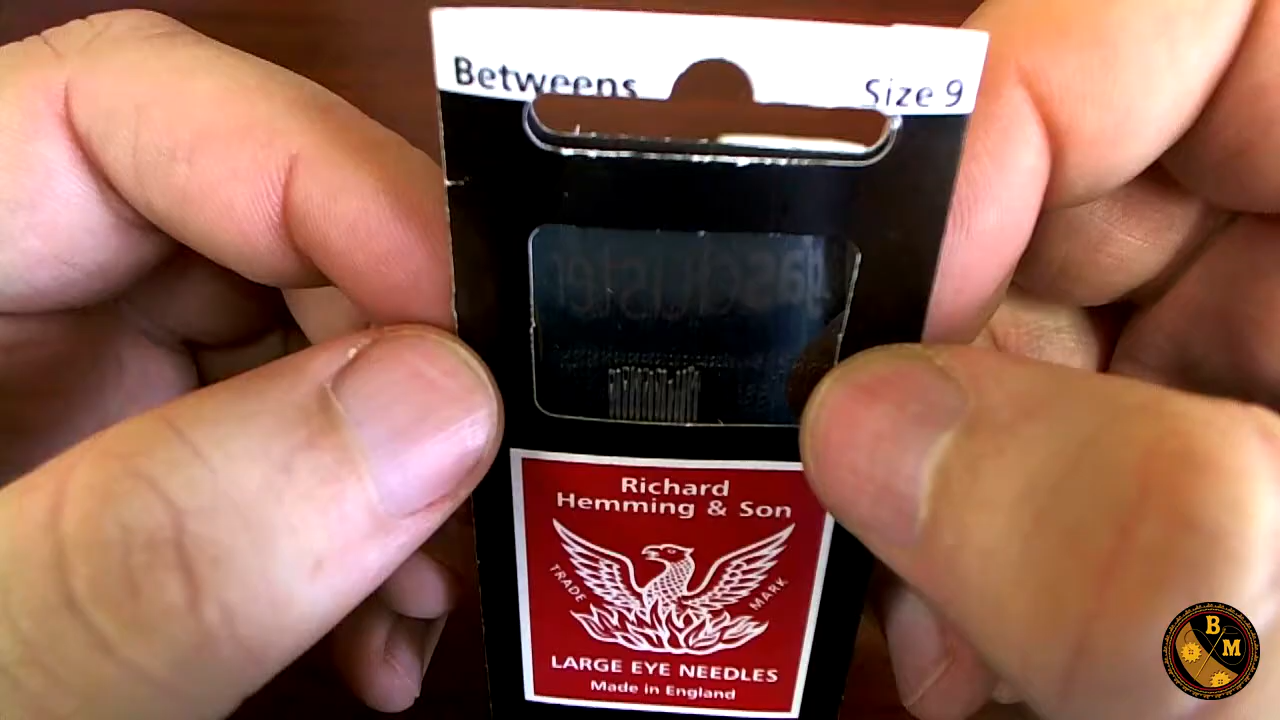 Betweens Size 9
Richard
Hemming & Son
TRADE MARK
LARGE EYE NEEDLES
Made in England
B
M